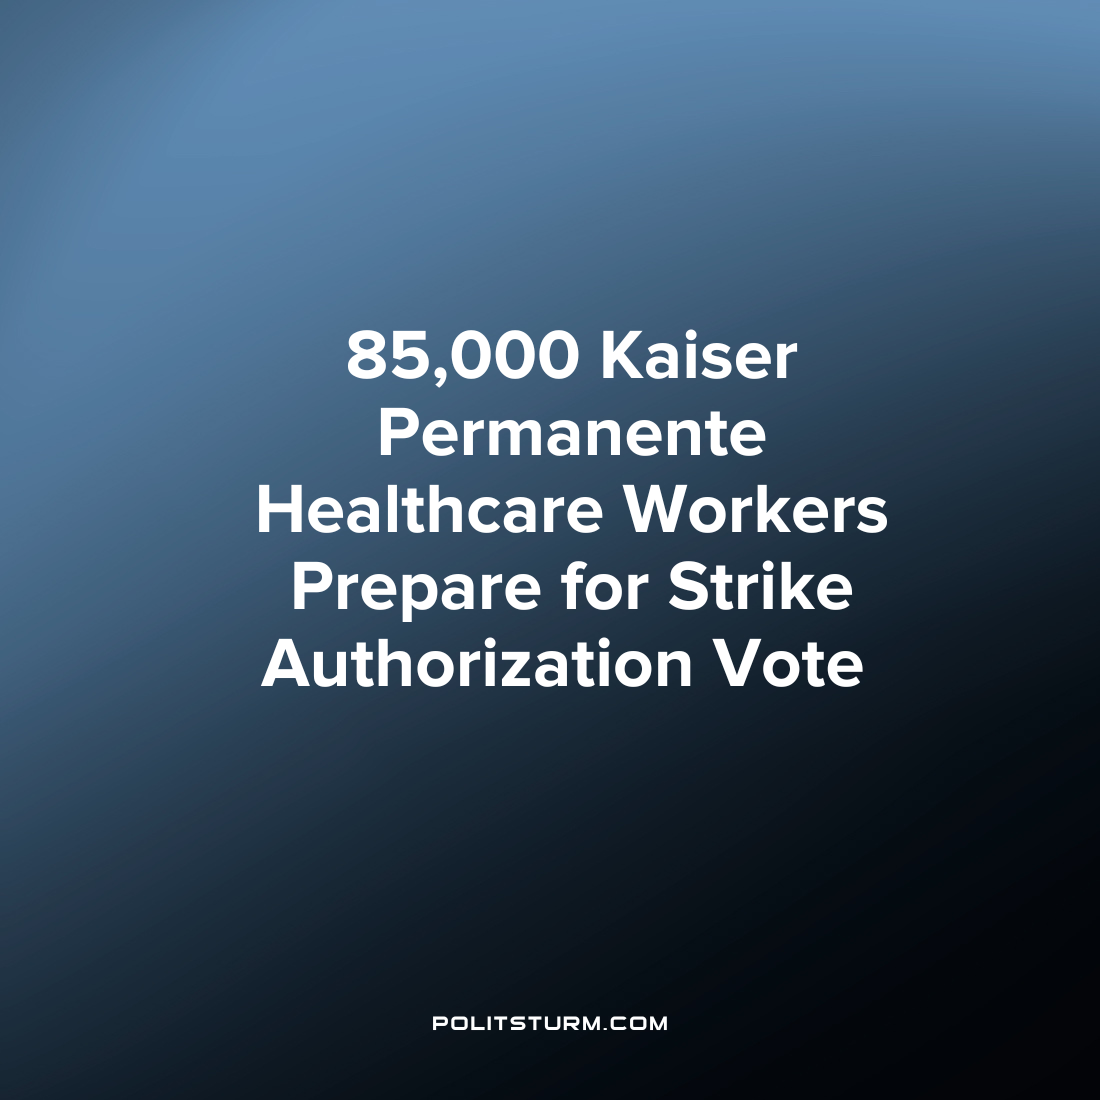 85,000 Kaiser
Permanente
Healthcare Workers
Prepare for Strike
Authorization Vote
POLITSTURM.COM